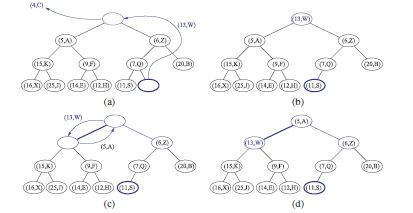 (4,C)
(13,W)
(5,A) (6,Z)
(15,K) (9,F) (7,Q) (20,B)
(16,X) (25,J) (14,E) (12,H) (11,S)
(a)
(13,W)
(5,A) (6,Z)
(15,K) (9,F) (7,Q) (20,B)
(16,X) (25,J) (14,E) (12,H) (11,S)
(b)
(13,W)
(5,A)
(6,Z)
(15,K) (9,F) (7,Q) (20,B)
(16,X) (25,J) (14,E) (12,H) (11,S)
(c)
(5,A)
(13,W) (6,Z)
(15,K) (9,F) (7,Q) (20,B)
(16,X) (25,J) (14,E) (12,H) (11,S)
(d)